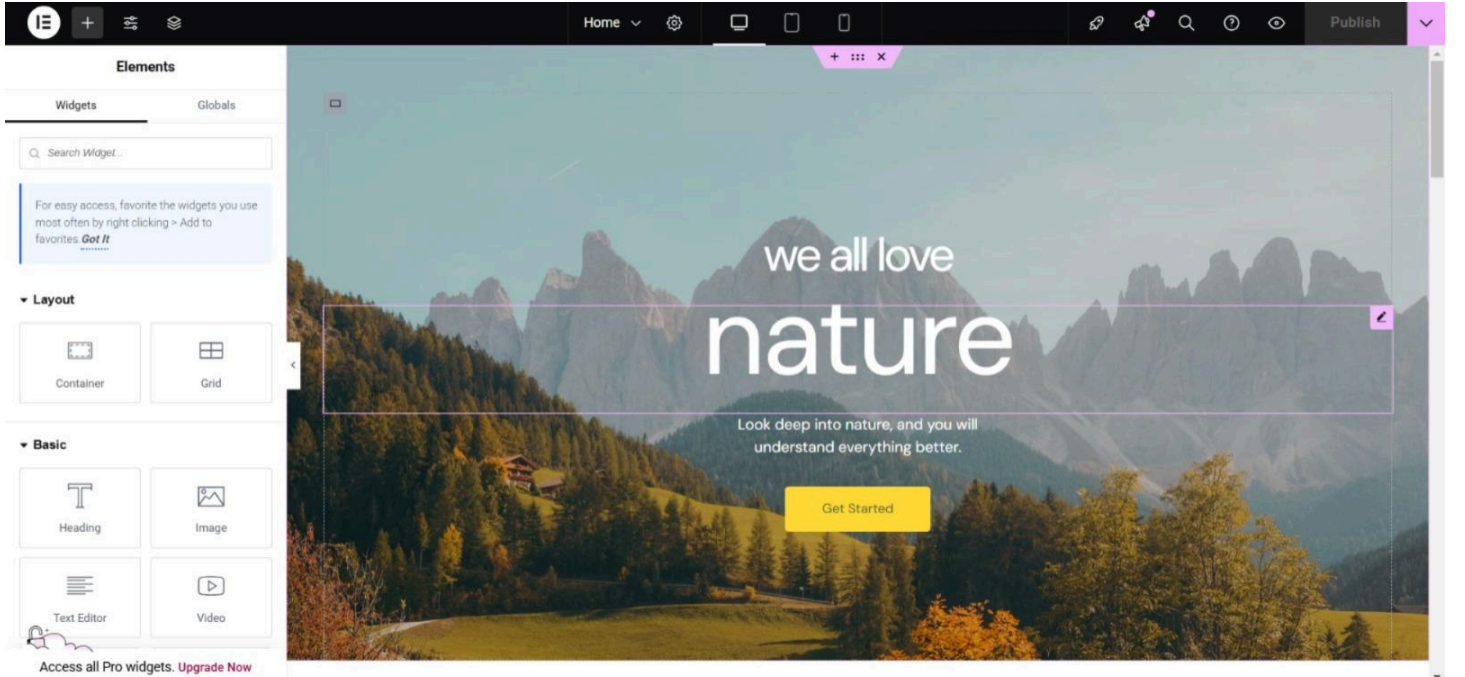 Home
Publish
Elements
Widgets
Globals
Search Widget...
For easy access, favorite the widgets you use
most often by right clicking > Add to
favorites Got It
Layout
Container
Grid
Basic
Heading
Image
Text Editor
Video
Access all Pro widgets. Upgrade Now
we all love
nature
Look deep into nature, and you will
understand everything better.
Get Started